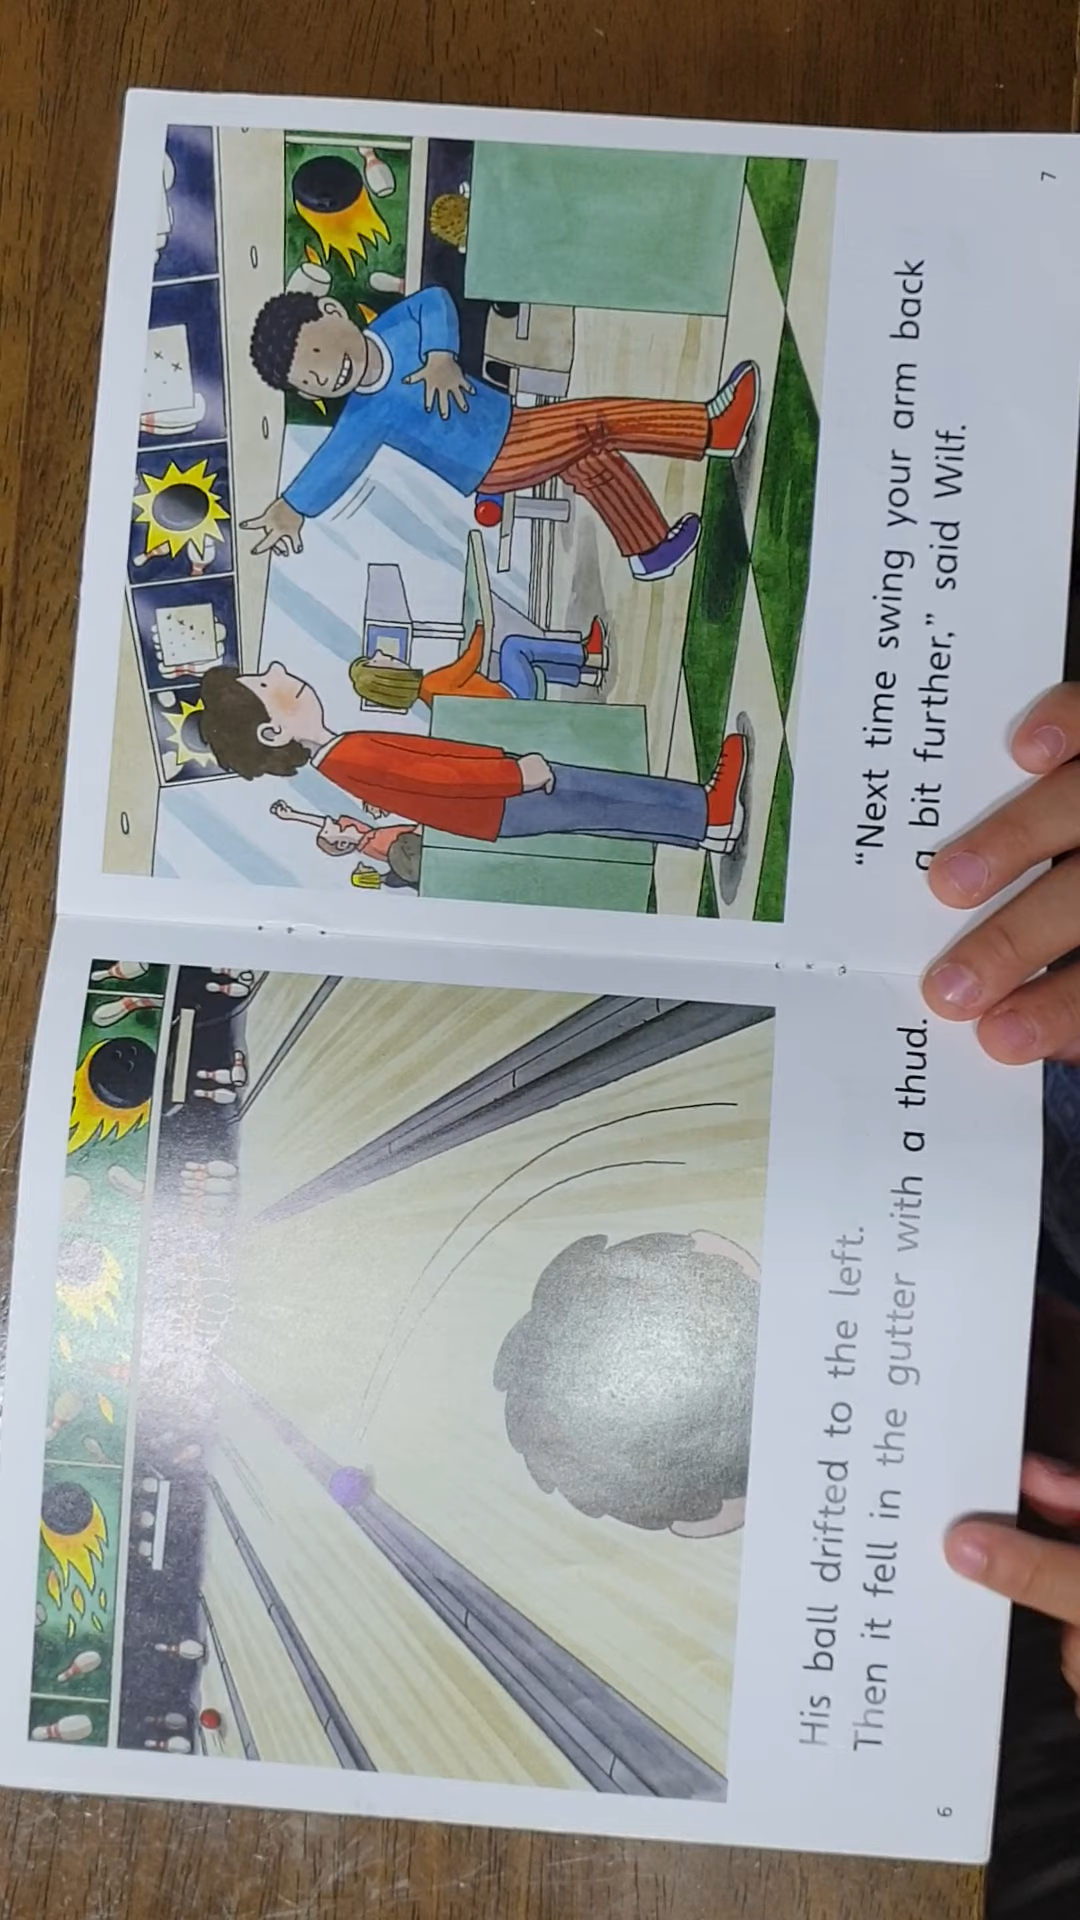 His ball drifted to the left.
Then it fell in the gutter with a thud.
6
"Next time swing your arm back
a bit further," said Wilf.
7